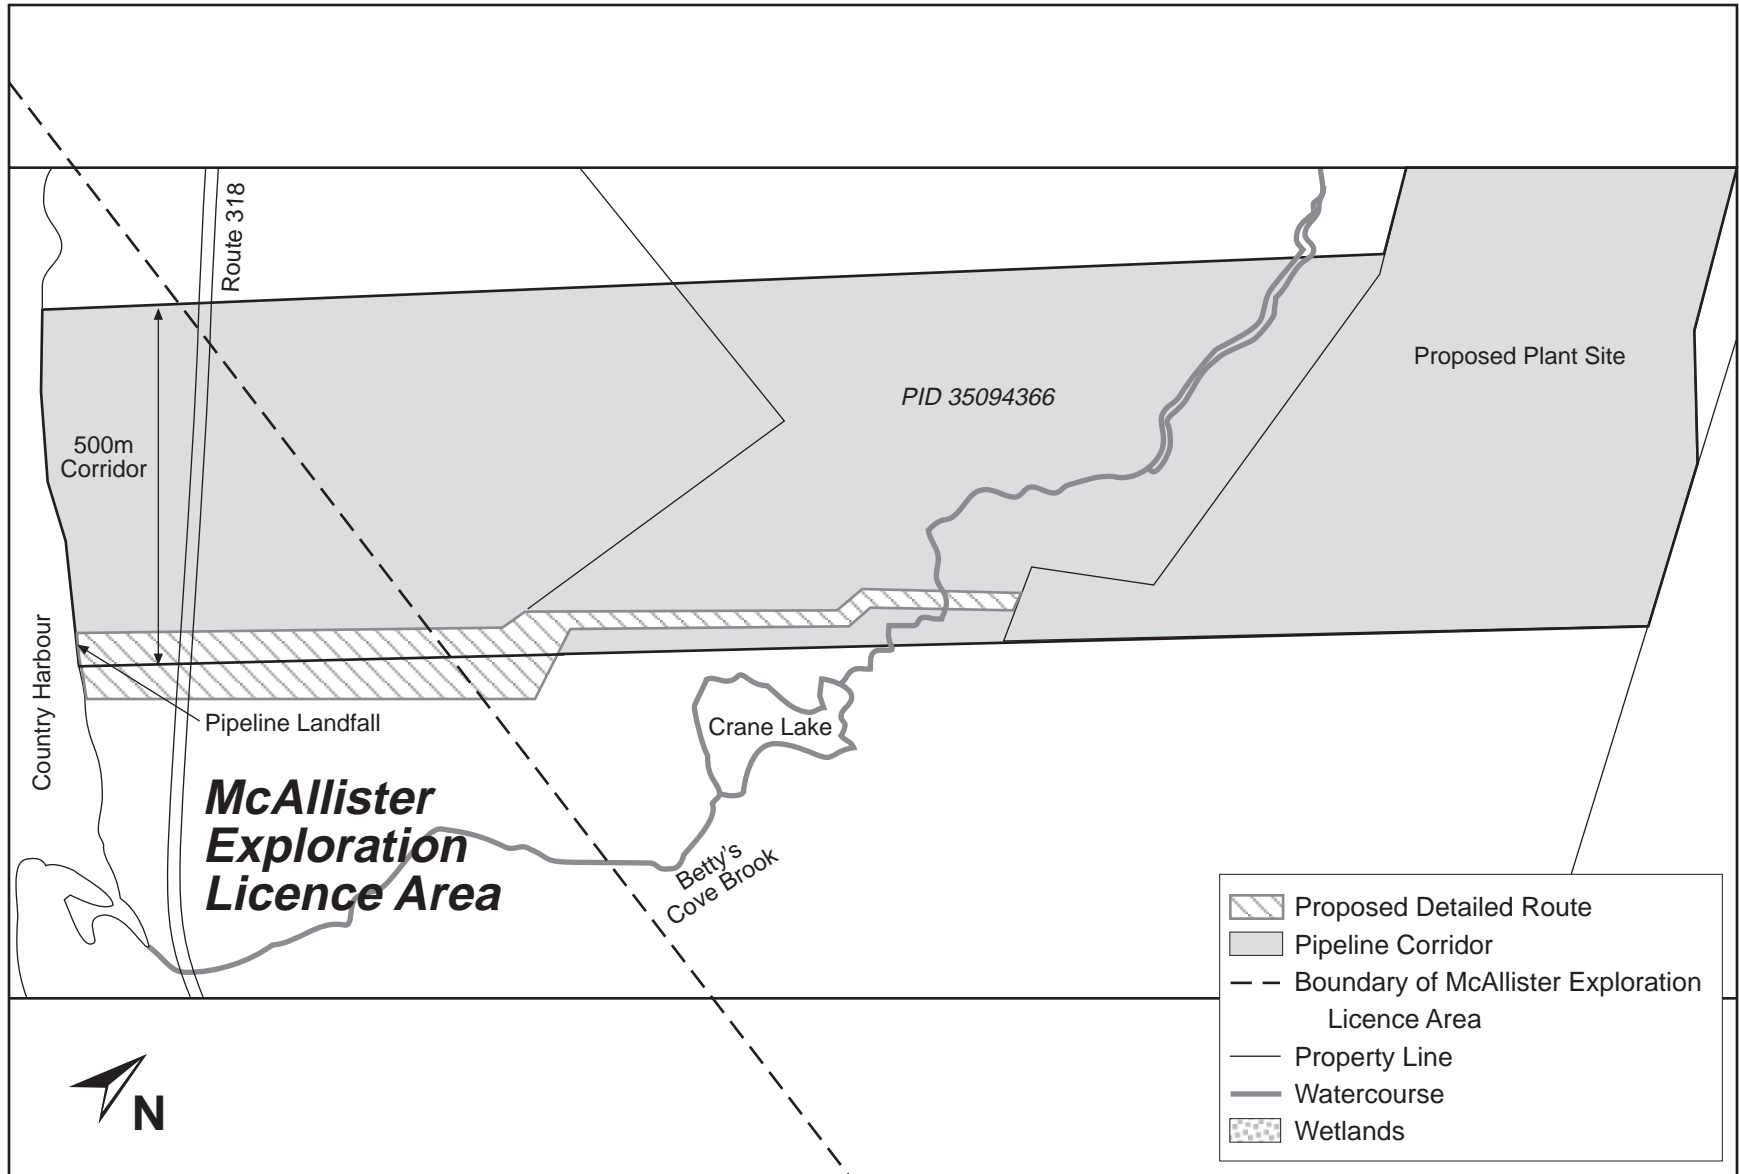 Route 318
Proposed Plant Site
PID 35094366
500m
Corridor
Country Harbour
Pipeline Landfall
Crane Lake
McAllister
Exploration
Licence Area
Betty's
Cove Brook
Proposed Detailed Route
Pipeline Corridor
Boundary of McAllister Exploration
Licence Area
Property Line
Watercourse
Wetlands
N